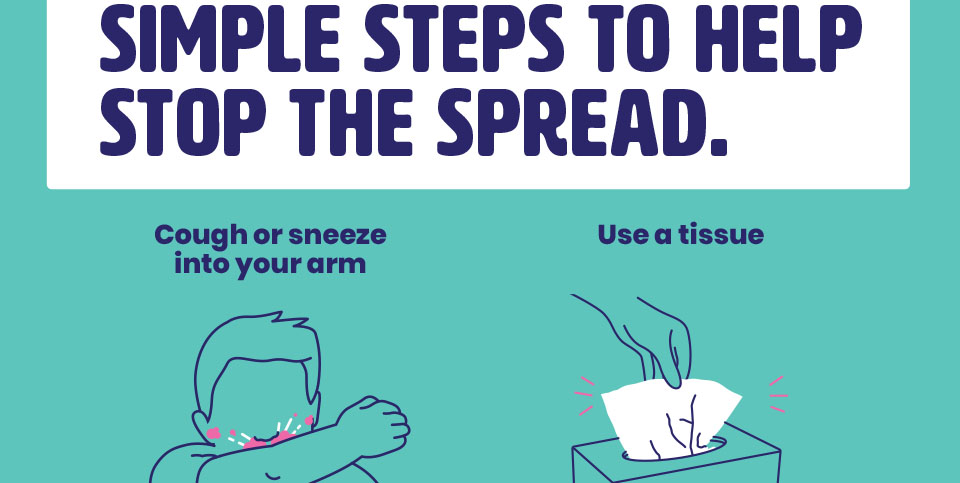 SIMPLE STEPS TO HELP
STOP THE SPREAD.
Cough or sneeze
into your arm
Use a tissue